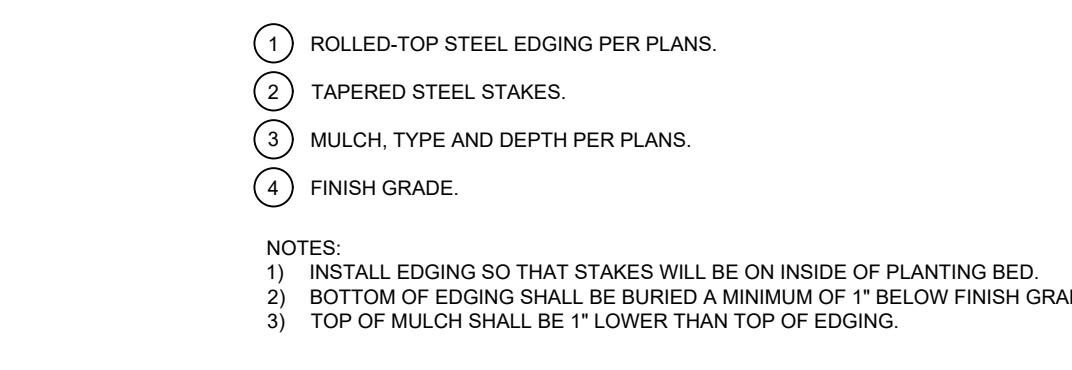 1 ROLLED-TOP STEEL EDGING PER PLANS.
2 TAPERED STEEL STAKES.
3 MULCH, TYPE AND DEPTH PER PLANS.
4 FINISH GRADE.
NOTES:
1) INSTALL EDGING SO THAT STAKES WILL BE ON INSIDE OF PLANTING BED.
2) BOTTOM OF EDGING SHALL BE BURIED A MINIMUM OF 1" BELOW FINISH
3) TOP OF MULCH SHALL BE 1" LOWER THAN TOP OF EDGING.